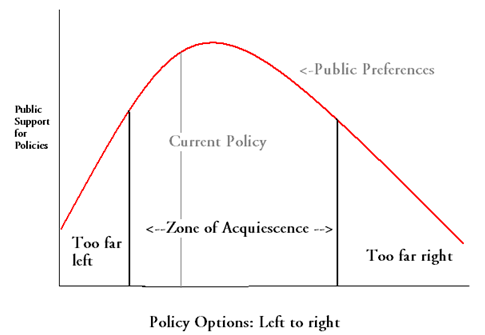 <-Public Preferences
Public
Support
for
Policies
Current Policy
<--Zone of Acquiescence -->
Too far
left
Too far right
Policy Options: Left to right